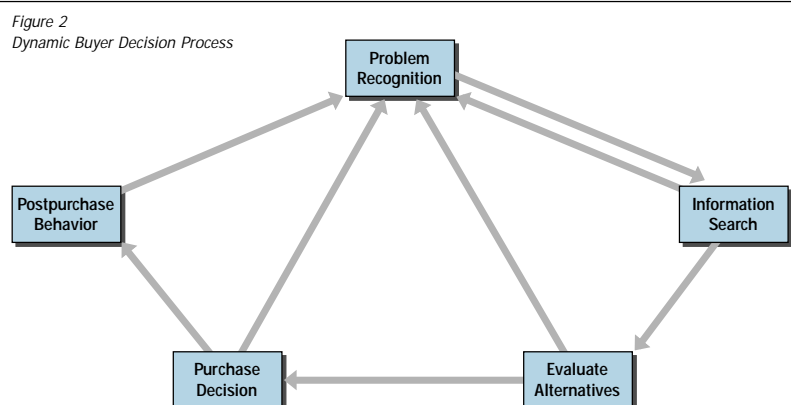 Figure 2
Dynamic Buyer Decision Process
Problem
Recognition
Postpurchase
Behavior
Information
Search
Purchase
Decision
Evaluate
Alternatives